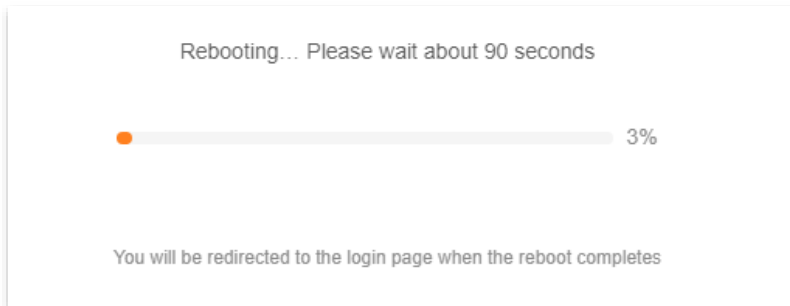 Rebooting... Please wait about 90 seconds
3%
You will be redirected to the login page when the reboot completes